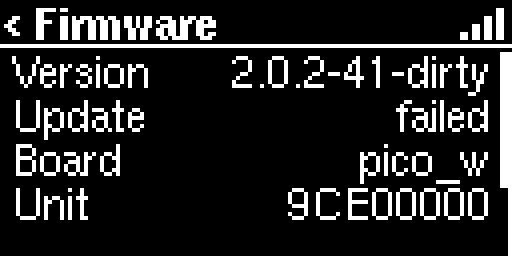 < Firmware
Version 2.0.2-41-dirty
Update failed
Board pico_w
Unit 9CE00000